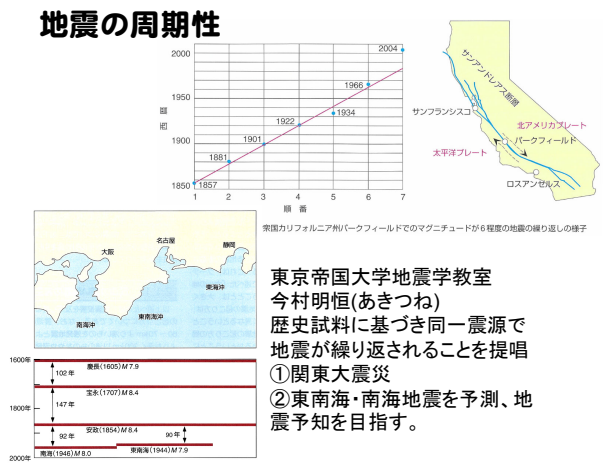 地震の周期性
2000
1950
1900
1850
西暦
1857
1881
1901
1922
1934
1966
2004
1
2
3
4
5
6
7
順 番
サンアンドレアス断層
サンフランシスコ
北アメリカプレート
パークフィールド
太平洋プレート
ロスアンゼルス
衆国カリフォルニア州パークフィールドでのマグニチュードが6程度の地震の繰り返しの様子
大阪
名古屋
静岡
東海沖
東南海沖
南海沖
1600年
慶長(1605) M 7.9
102 年
宝永(1707) M 8.4
147 年
1800年
安政(1854) M 8.4
92 年
90 年
東南海(1944) M 7.9
南海(1946) M 8.0
2000年
東京帝国大学地震学教室
今村明恒(あきつね)
歴史試料に基づき同一震源で
地震が繰り返されることを提唱
①関東大震災
②東南海・南海地震を予測、地
震予知を目指す。